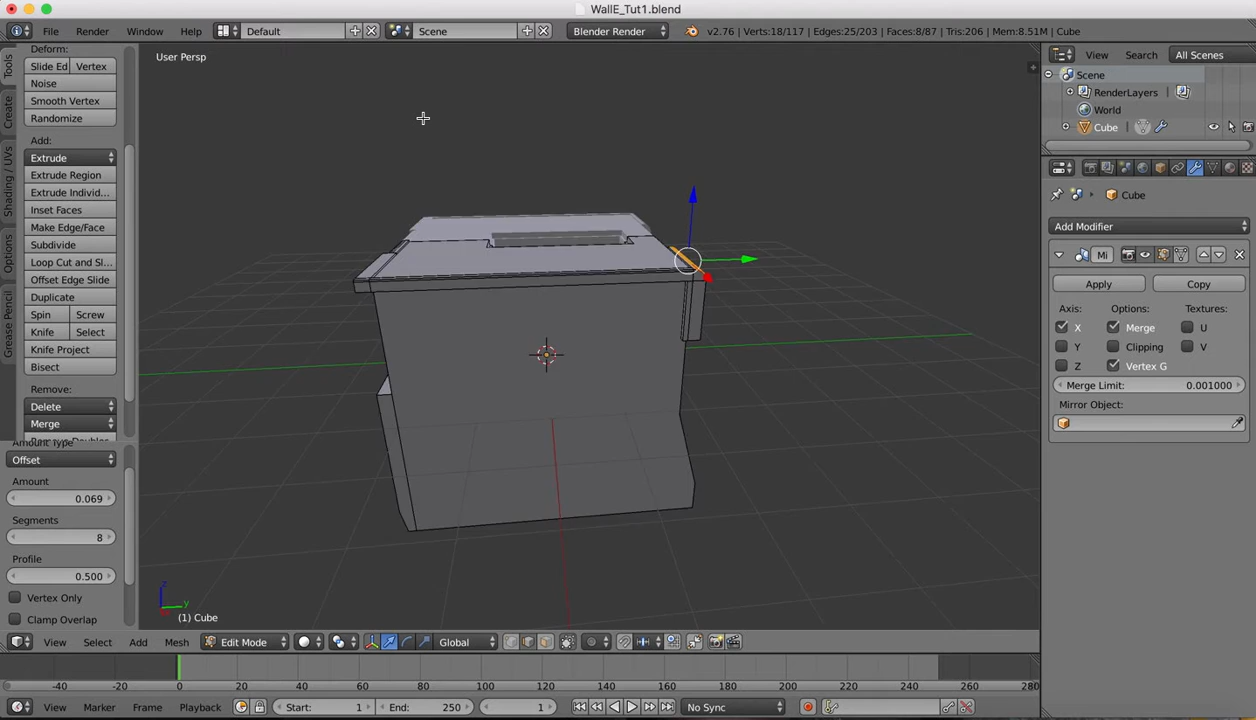 WallE_Tut1.blend
File Render Window Help Default Scene Blender Render v2.76 | Verts:18/117 | Edges:25/203 | Faces:8/87 | Tris:206 | Mem:8.51M | Cube
Tools
Create
Shading / UVs
Options
Grease Pencil
Deform:
Slide Ed Vertex
Noise
Smooth Vertex
Randomize
Add:
Extrude
Extrude Region
Extrude Individ...
Inset Faces
Make Edge/Face
Subdivide
Loop Cut and Sl...
Offset Edge Slide
Duplicate
Spin Screw
Knife Select
Knife Project
Bisect
Remove:
Delete
Merge
Remove Doubles
Amount Type
Offset
Amount
0.069
Segments
8
Profile
0.500
Vertex Only
Clamp Overlap
User Persp
z
y
(1) Cube
View Select Add Mesh Edit Mode Global
-40 -20 0 20 40 60 80 100 120 140 160 180 200 220 240 260 280
View Marker Frame Playback Start: 1 End: 250 1 No Sync
View Search All Scenes
Scene
RenderLayers
World
Cube
Cube
Add Modifier
Mi
Apply Copy
Axis: Options: Textures:
X Merge U
Y Clipping V
Z Vertex G
Merge Limit: 0.001000
Mirror Object: